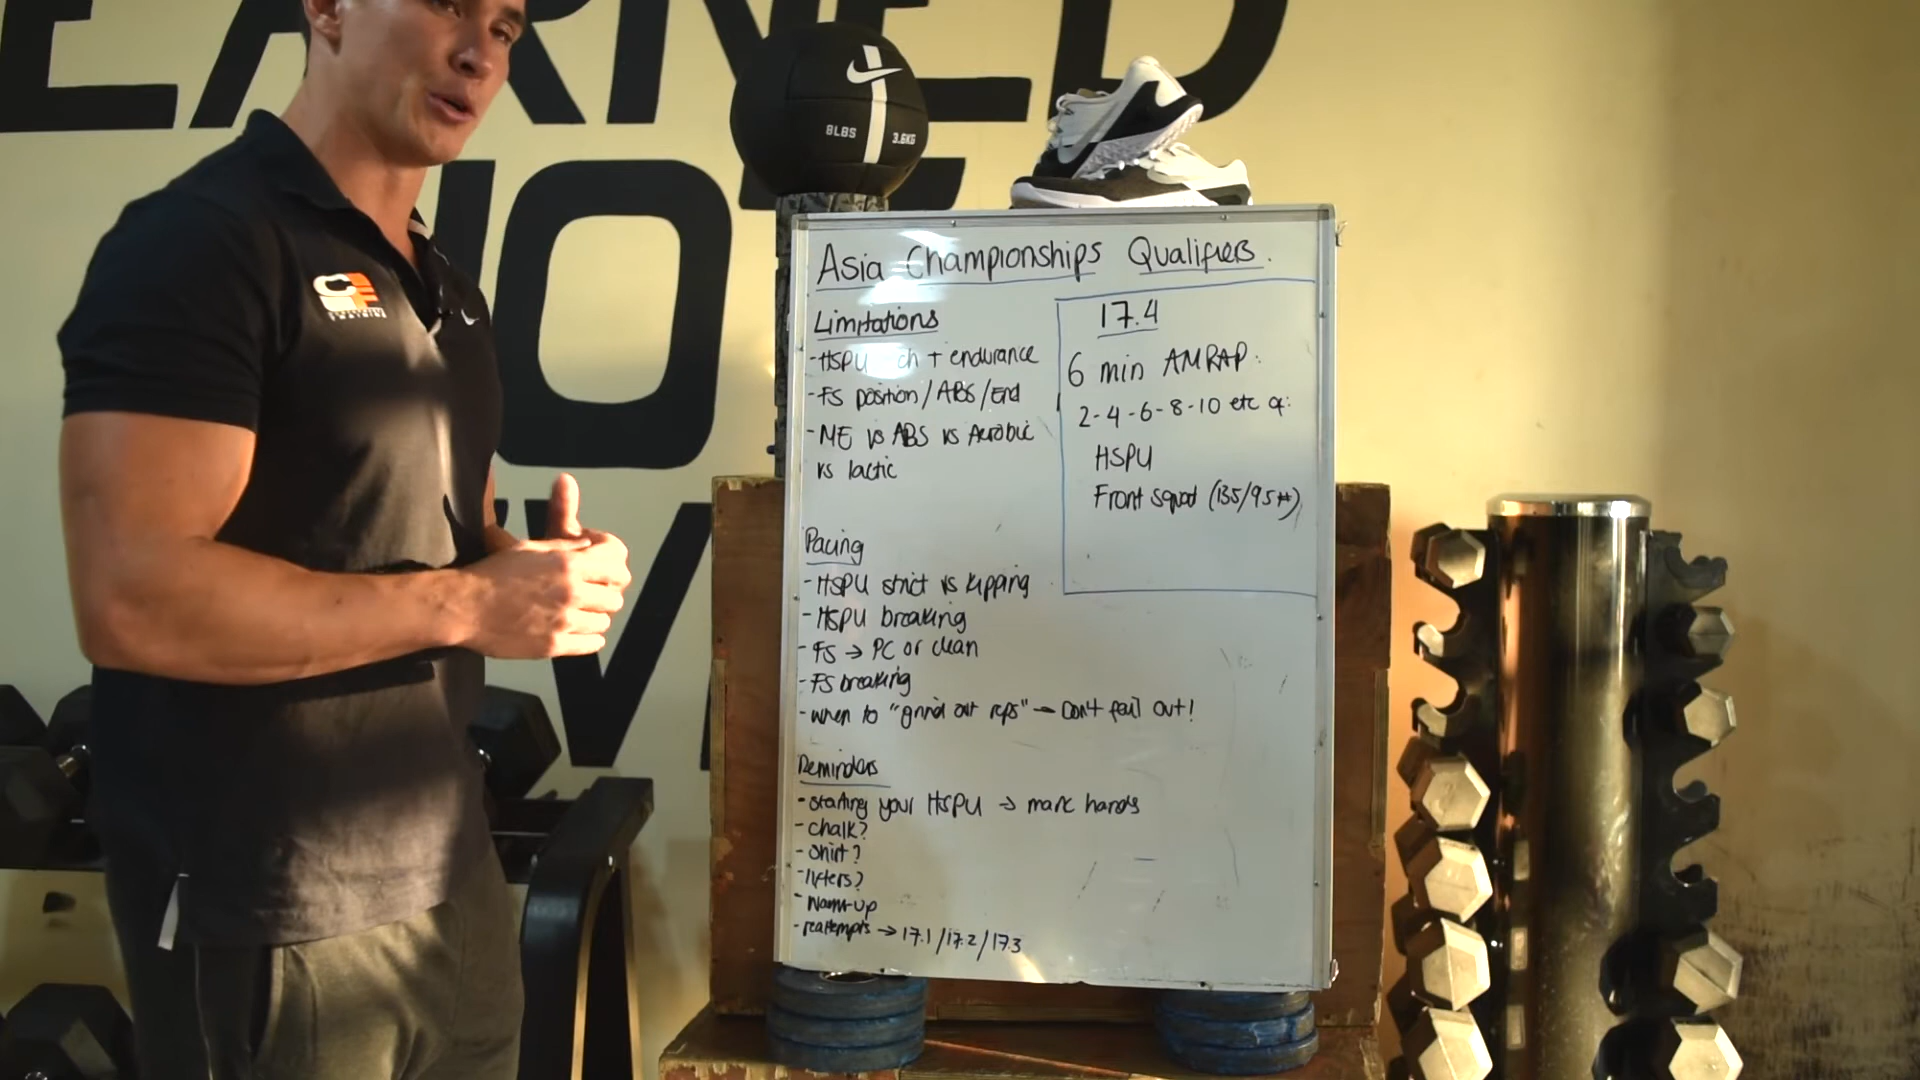 EARNED
NOT
8LBS
3.6KG
Asia Championships Qualifiers.
Limitations
- HSPU + endurance
- FS position / ABS / End
- ME vs ABS vs Aerobic
vs lactic
17.4
6 min AMRAP:
2-4-6-8-10 etc of:
HSPU
Front squat (135/95#)
Pacing
- HSPU strict vs kipping
- HSPU breaking
- FS → PC or clean
- FS breaking
- when to "grind out reps" — Don't fail out!
Reminders
- starting your HSPU → mark hands
- chalk?
- shirt?
- lifters?
- Warm-up
- reattempts → 17.1 / 17.2 / 17.3